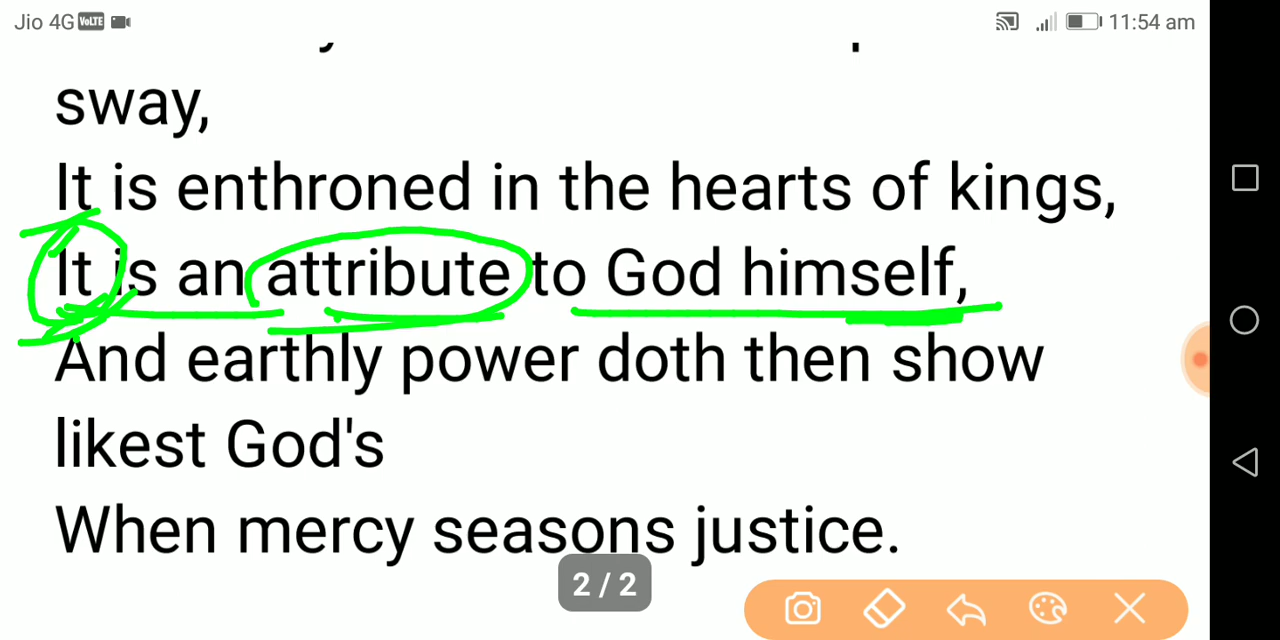 Jio 4G VoLTE 11:54 am
sway,
It is enthroned in the hearts of kings,
It is an attribute to God himself,
And earthly power doth then show
likest God's
When mercy seasons justice.
2 / 2